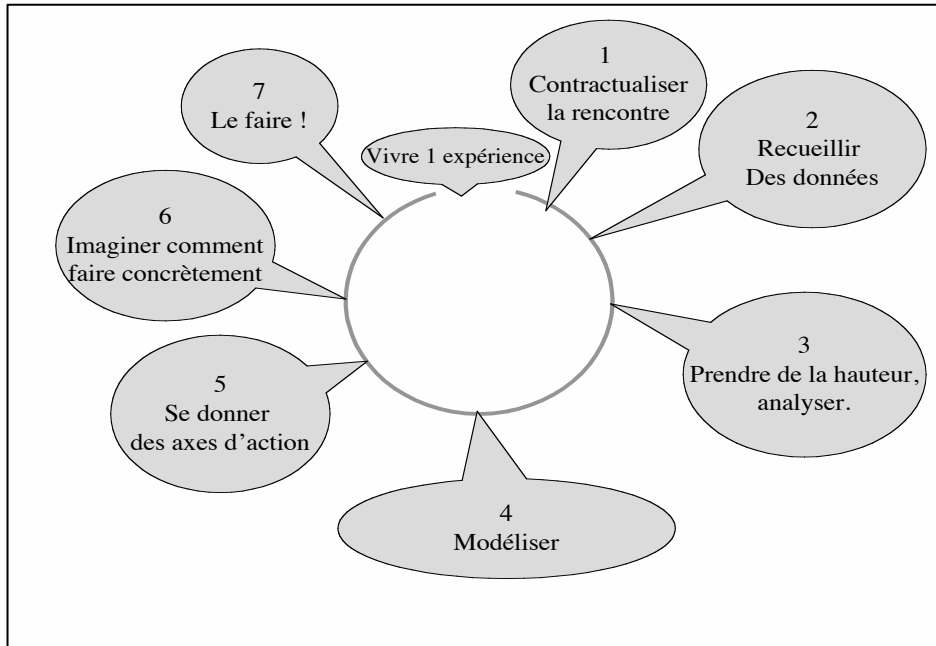 Vivre 1 expérience
1
Contractualiser
la rencontre
2
Recueillir
Des données
3
Prendre de la hauteur,
analyser.
4
Modéliser
5
Se donner
des axes d’action
6
Imaginer comment
faire concrètement
7
Le faire !